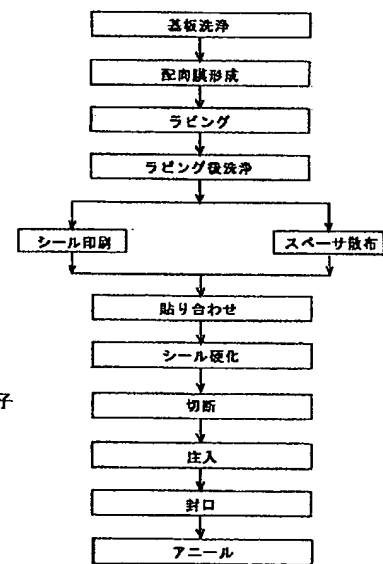 基板洗浄
配向膜形成
ラビング
ラビング後洗浄
シール印刷
スペーサ散布
貼り合わせ
シール硬化
子
切断
注入
封口
アニール